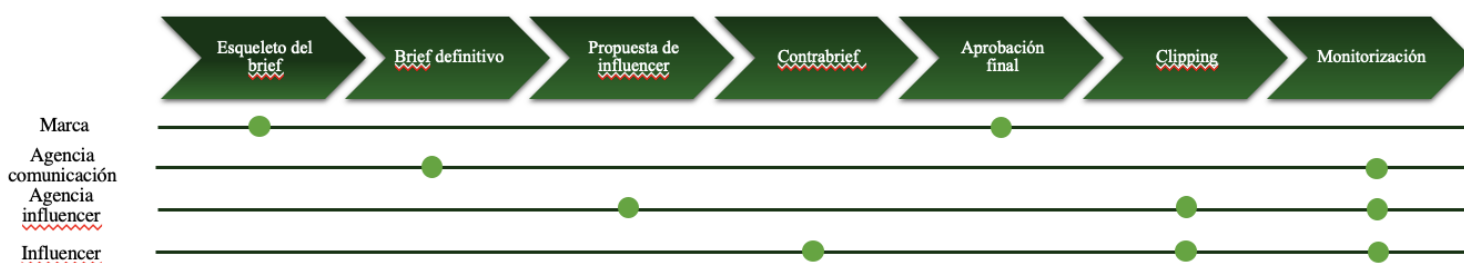 Esqueleto del
brief
Brief definitivo
Propuesta de
influencer
Contrabrief
Aprobación
final
Clipping
Monitorización
Marca
Agencia
comunicación
Agencia
influencer
Influencer